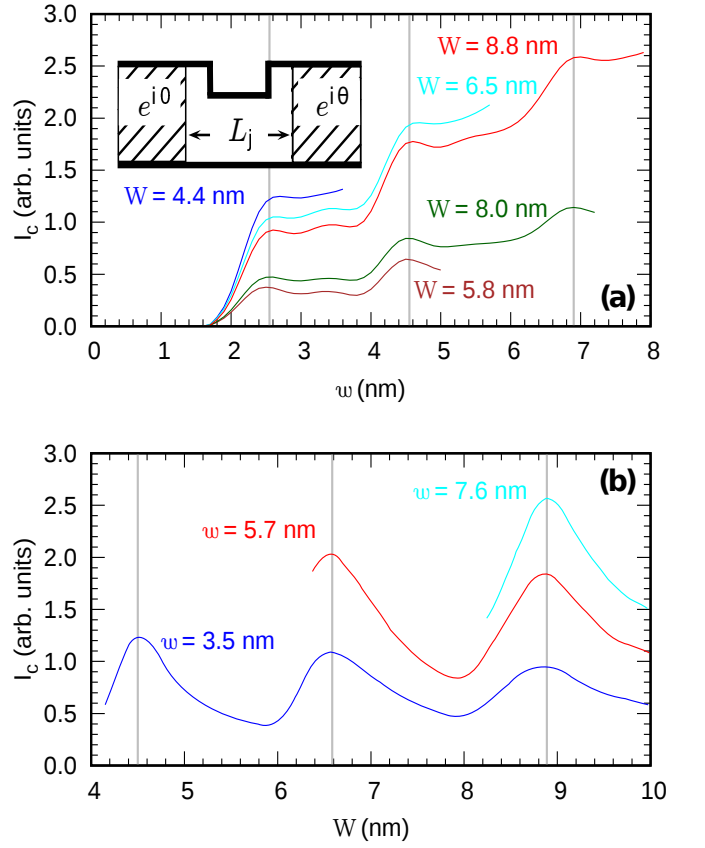 3.0
2.5
2.0
1.5
1.0
0.5
0.0
I_c (arb. units)
e^{i0} L_j e^{iθ}
W = 8.8 nm
W = 6.5 nm
W = 4.4 nm
W = 8.0 nm
W = 5.8 nm
(a)
0 1 2 3 4 5 6 7 8
w (nm)
3.0
2.5
2.0
1.5
1.0
0.5
0.0
I_c (arb. units)
(b)
w = 7.6 nm
w = 5.7 nm
w = 3.5 nm
4 5 6 7 8 9 10
W (nm)